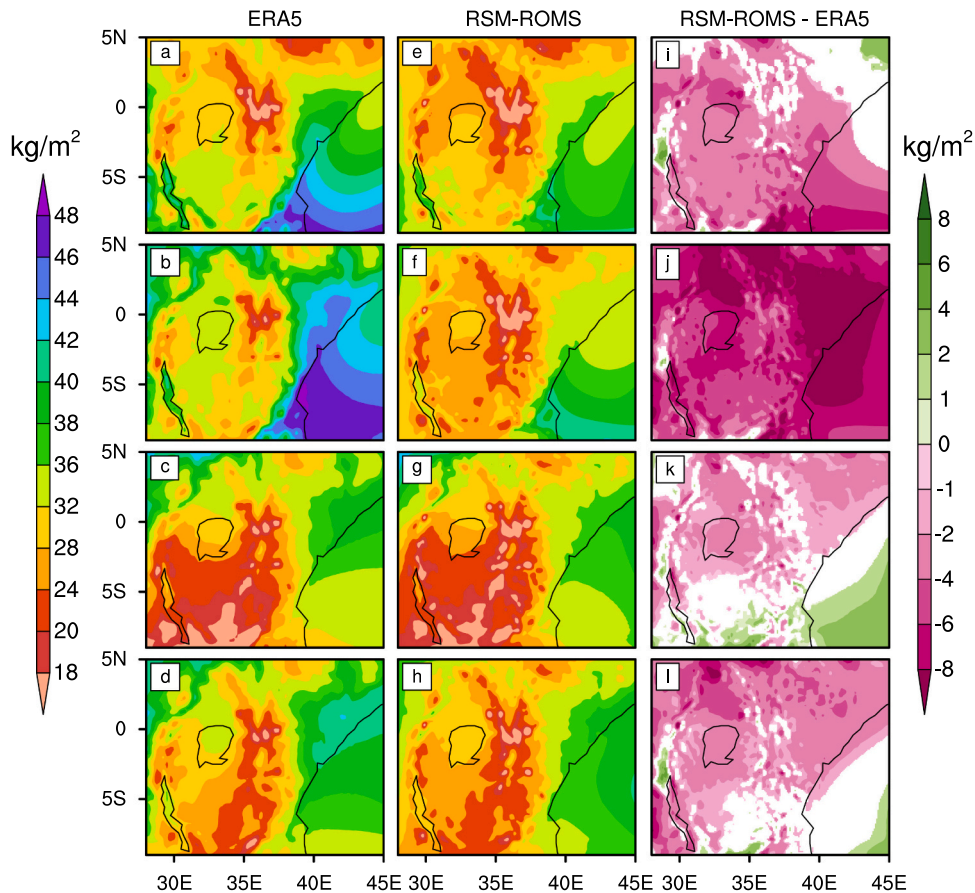 ERA5 RSM-ROMS RSM-ROMS - ERA5
5N a e i
0
kg/m² kg/m²
5S
48 8
46 6
44 4
42 2
40 1
38 0
36 -1
32 -2
28 -4
24 -6
20 -8
18
5N b f j
0
5S
5N c g k
0
5S
5N d h l
0
5S
30E 35E 40E 45E 30E 35E 40E 45E 30E 35E 40E 45E